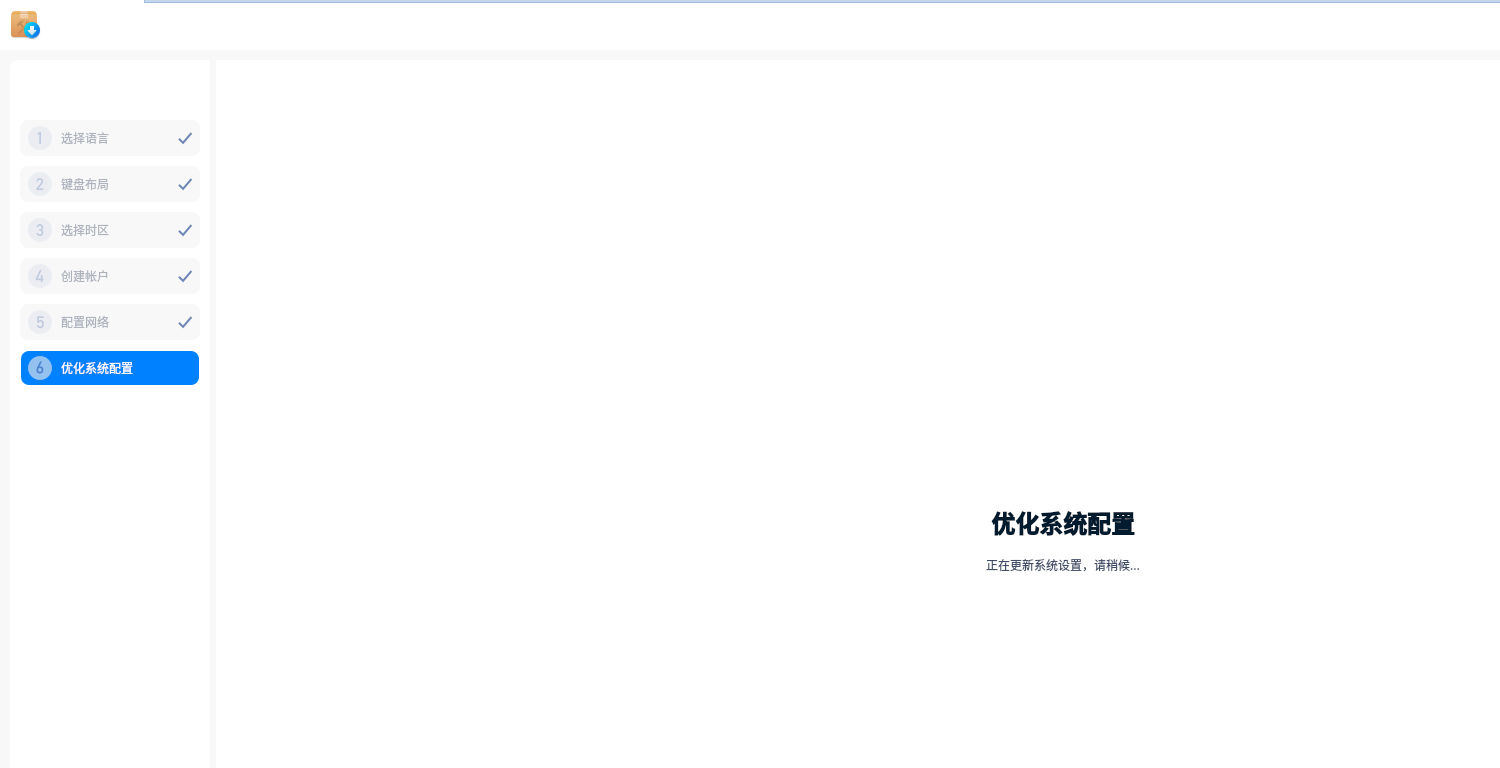 1 选择语言
2 键盘布局
3 选择时区
4 创建帐户
5 配置网络
6 优化系统配置
优化系统配置
正在更新系统设置，请稍候...